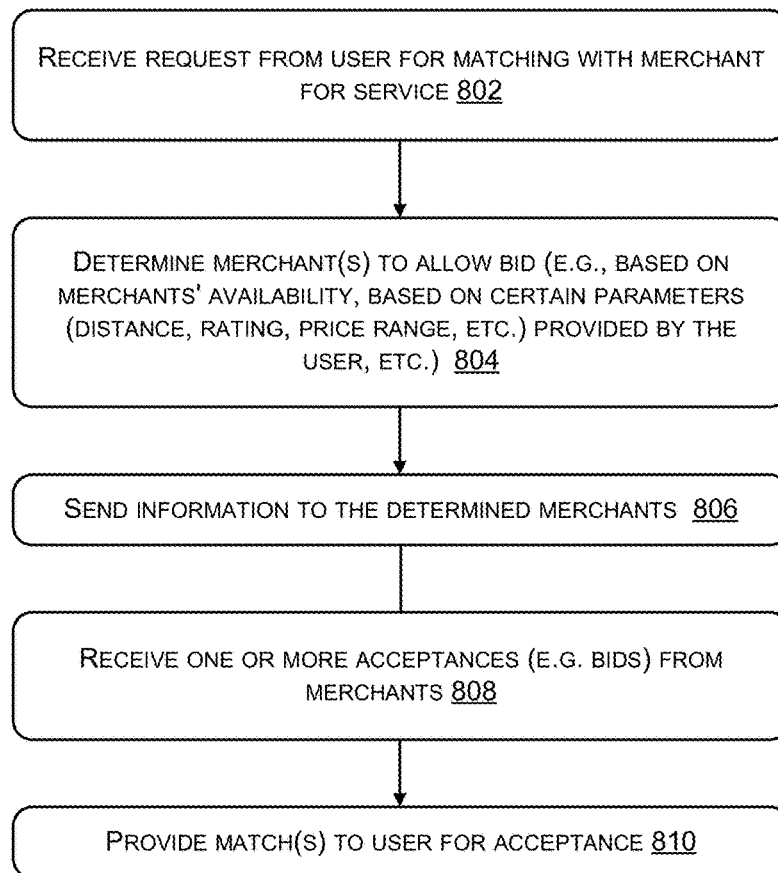 RECEIVE REQUEST FROM USER FOR MATCHING WITH MERCHANT
FOR SERVICE 802
DETERMINE MERCHANT(S) TO ALLOW BID (E.G., BASED ON
MERCHANTS' AVAILABILITY, BASED ON CERTAIN PARAMETERS
(DISTANCE, RATING, PRICE RANGE, ETC.) PROVIDED BY THE
USER, ETC.) 804
SEND INFORMATION TO THE DETERMINED MERCHANTS 806
RECEIVE ONE OR MORE ACCEPTANCES (E.G. BIDS) FROM
MERCHANTS 808
PROVIDE MATCH(S) TO USER FOR ACCEPTANCE 810